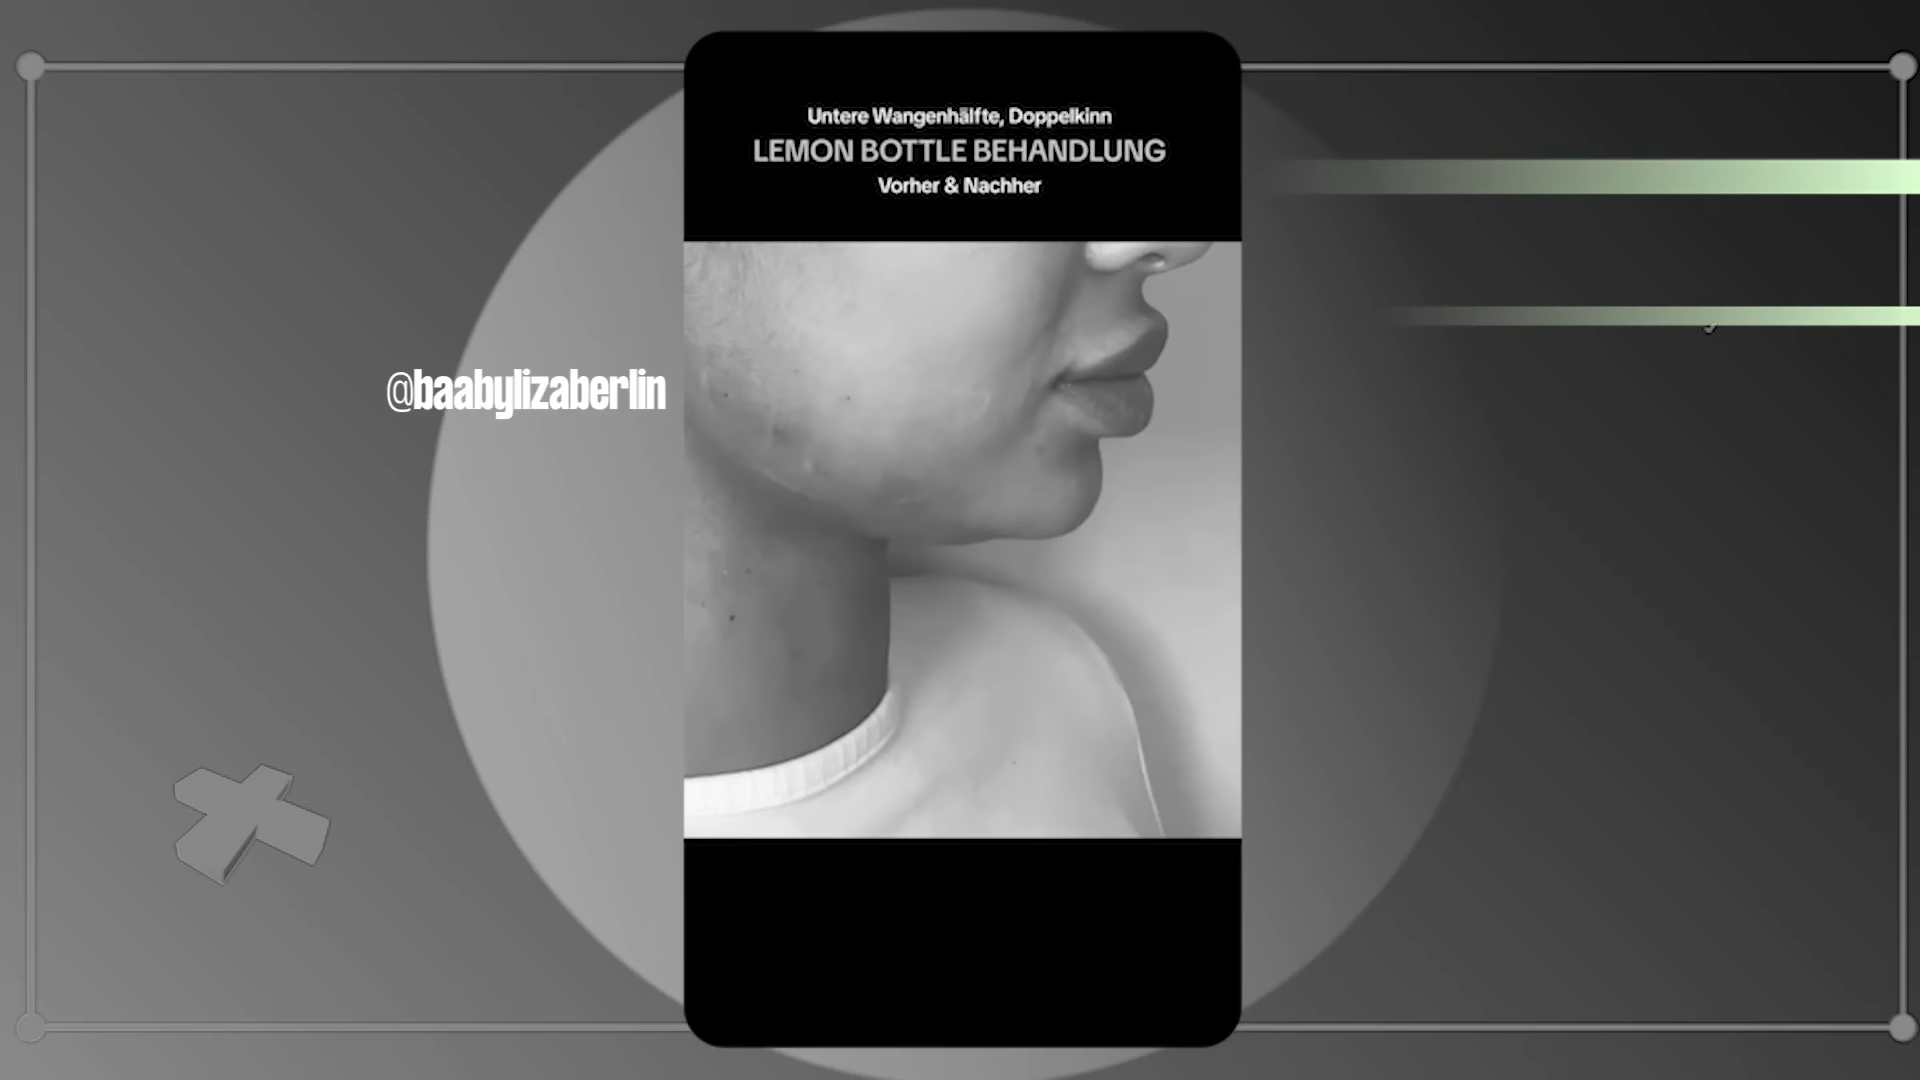 Untere Wangenhälfte, Doppelkinn
LEMON BOTTLE BEHANDLUNG
Vorher & Nachher
@baabylizaberlin